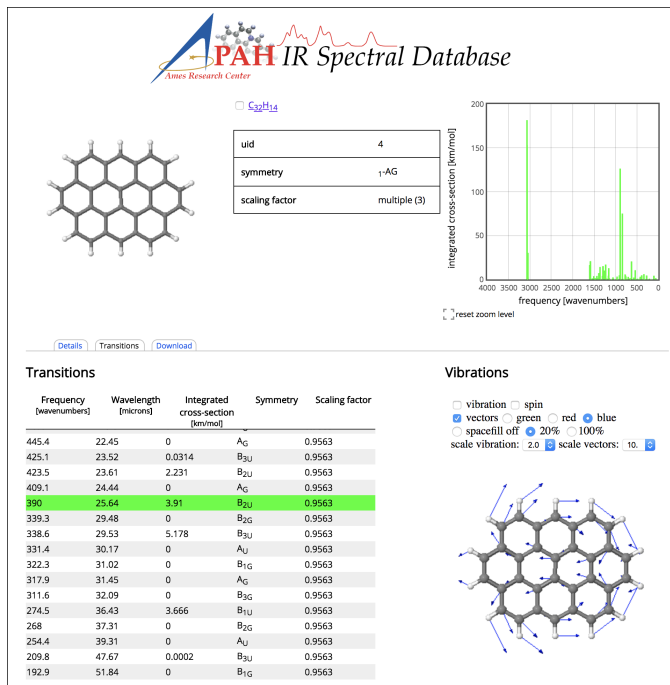 APAH IR Spectral Database
Ames Research Center
C32H14
uid 4
symmetry 1-AG
scaling factor multiple (3)
integrated cross-section [km/mol]
200
150
100
50
0
4000 3500 3000 2500 2000 1500 1000 500 0
frequency [wavenumbers]
reset zoom level
Details Transitions Download
Transitions
Frequency [wavenumbers] Wavelength [microns] Integrated cross-section [km/mol] Symmetry Scaling factor
445.4 22.45 0 AG 0.9563
425.1 23.52 0.0314 B3U 0.9563
423.5 23.61 2.231 B2U 0.9563
409.1 24.44 0 AG 0.9563
390 25.64 3.91 B2U 0.9563
339.3 29.48 0 B2G 0.9563
338.6 29.53 5.178 B3U 0.9563
331.4 30.17 0 AU 0.9563
322.3 31.02 0 B1G 0.9563
317.9 31.45 0 AG 0.9563
311.6 32.09 0 B3G 0.9563
274.5 36.43 3.666 B1U 0.9563
268 37.31 0 B2G 0.9563
254.4 39.31 0 AU 0.9563
209.8 47.67 0.0002 B3U 0.9563
192.9 51.84 0 B1G 0.9563
Vibrations
vibration spin
vectors green red blue
spacefill off 20% 100%
scale vibration: 2.0 scale vectors: 10.